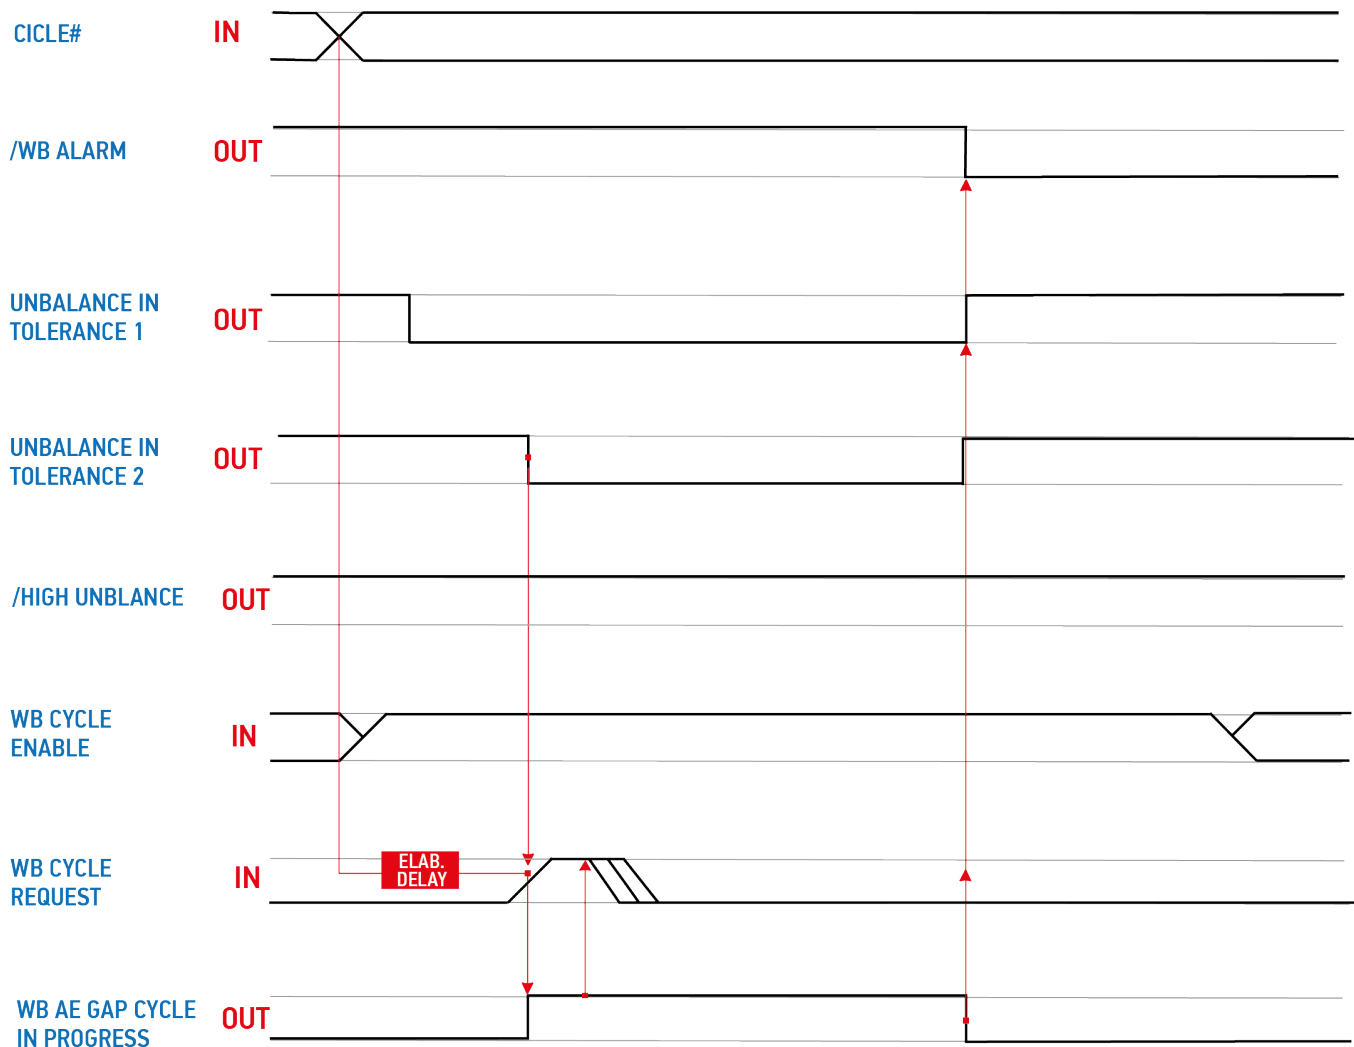 CICLE# IN
/WB ALARM OUT
UNBALANCE IN
TOLERANCE 1
OUT
UNBALANCE IN
TOLERANCE 2
OUT
/HIGH UNBLANCE OUT
WB CYCLE
ENABLE
IN
WB CYCLE
REQUEST
IN
ELAB.
DELAY
WB AE GAP CYCLE
IN PROGRESS
OUT